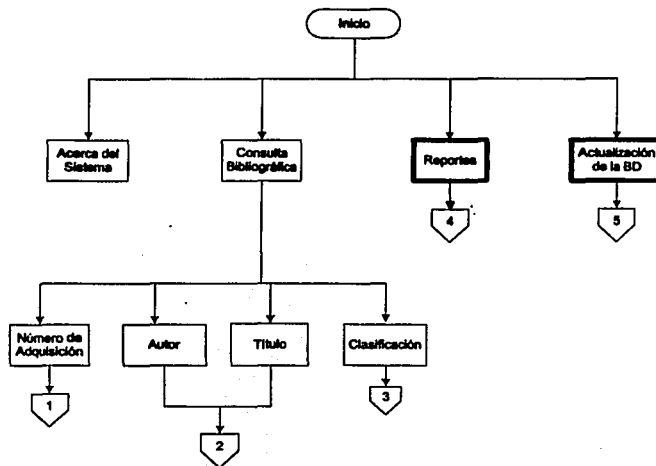 Inicio
Acerca del
Sistema
Consulta
Bibliográfica
Reportes
Actualización
de la BD
4
5
Número de
Adquisición
Autor
Título
Clasificación
1
2
3